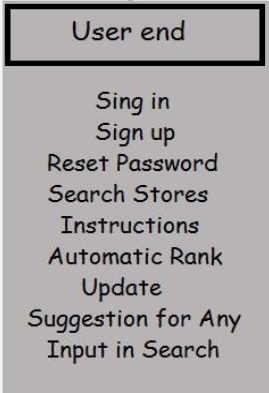 User end
Sing in
Sign up
Reset Password
Search Stores
Instructions
Automatic Rank
Update
Suggestion for Any
Input in Search